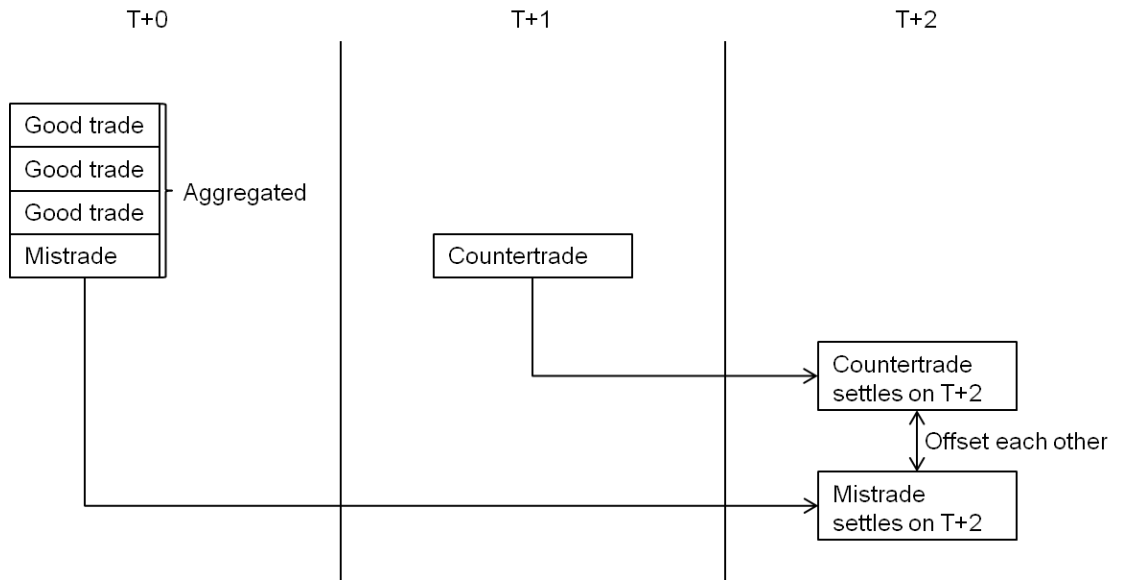 T+0
T+1
T+2
Good trade
Good trade
Good trade
Mistrade
Aggregated
Countertrade
Countertrade
settles on T+2
Offset each other
Mistrade
settles on T+2